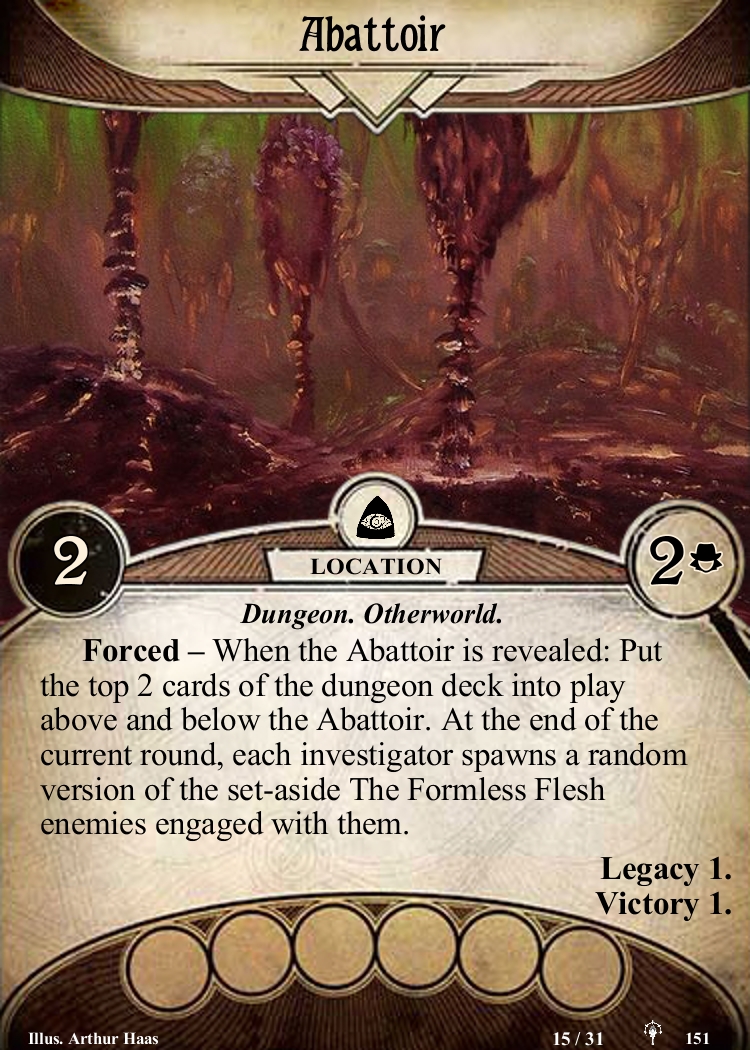 Abattoir
2
LOCATION
2
Dungeon. Otherworld.
Forced – When the Abattoir is revealed: Put
the top 2 cards of the dungeon deck into play
above and below the Abattoir. At the end of the
current round, each investigator spawns a random
version of the set-aside The Formless Flesh
enemies engaged with them.
Legacy 1.
Victory 1.
Illus. Arthur Haas
15 / 31
151